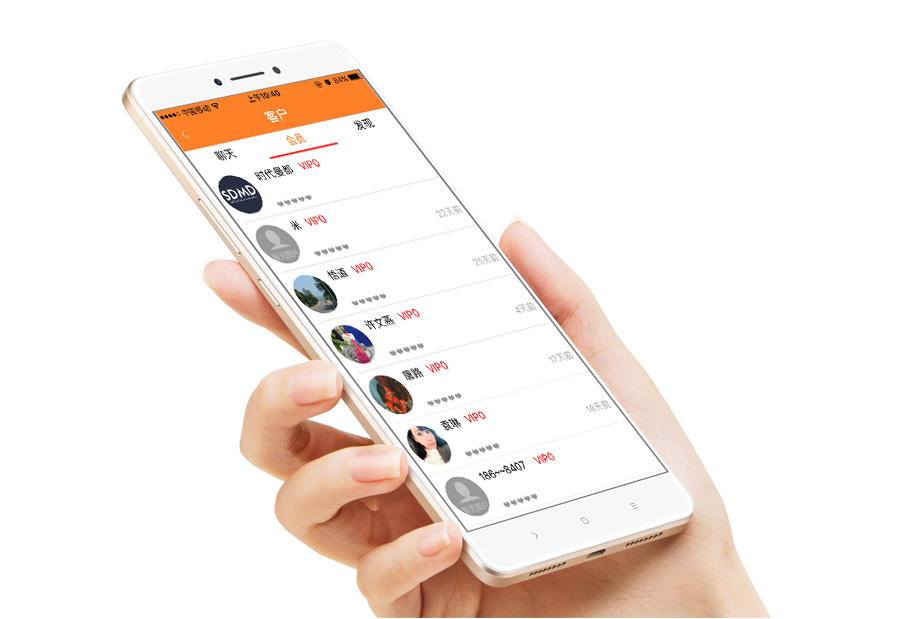 中国移动 上午10:40 84%
客户
聊天 会员 发现
SDMD
时代曼都 VIP0
米 VIP0
22天前
悟道 VIP0
25天前
许文燕 VIP0
4天前
唐路 VIP0
17天前
袁琳 VIP0
18天前
186~~8407 VIP0